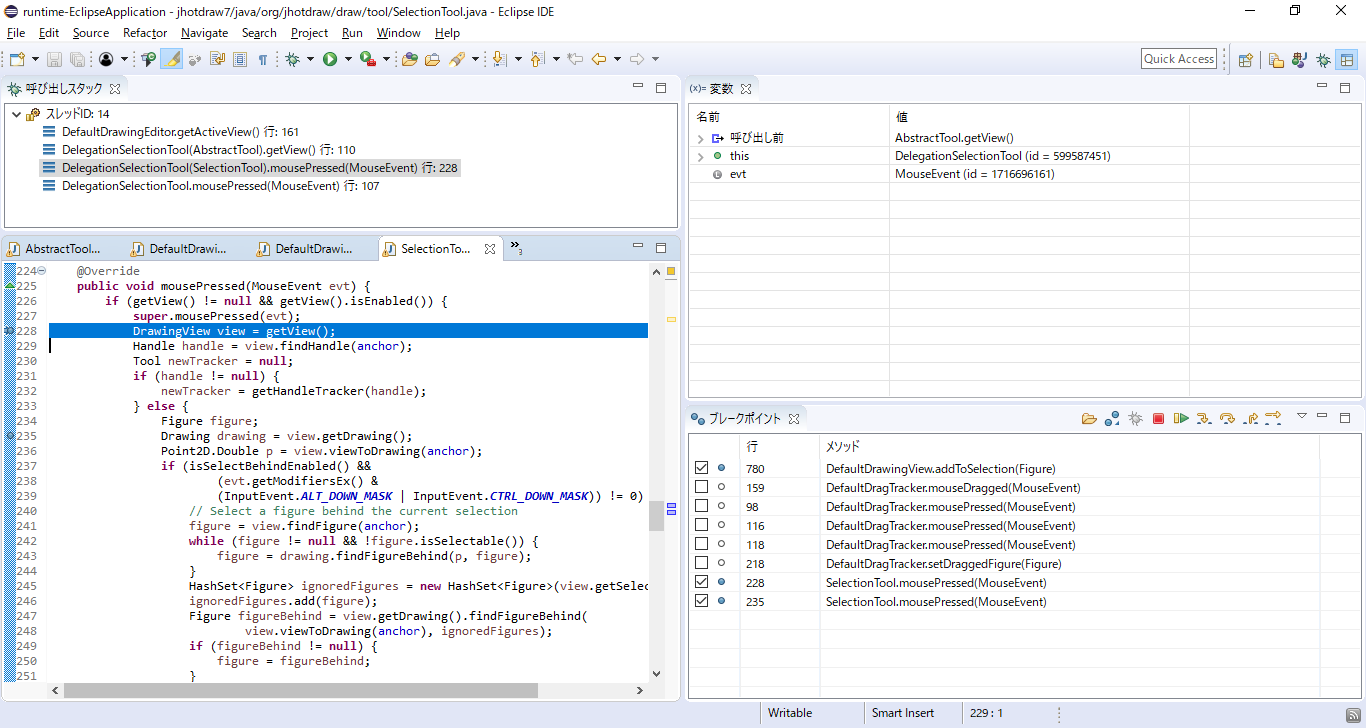 runtime-EclipseApplication - jhotdraw7/java/org/jhotdraw/draw/tool/SelectionTool.java - Eclipse IDE
File Edit Source Refactor Navigate Search Project Run Window Help
Quick Access
呼び出しスタック
スレッドID: 14
DefaultDrawingEditor.getActiveView() 行: 161
DelegationSelectionTool(AbstractTool).getView() 行: 110
DelegationSelectionTool(SelectionTool).mousePressed(MouseEvent) 行: 228
DelegationSelectionTool.mousePressed(MouseEvent) 行: 107
(x)= 変数
名前 値
呼び出し前 AbstractTool.getView()
this DelegationSelectionTool (id = 599587451)
evt MouseEvent (id = 1716696161)
AbstractTool... DefaultDrawi... DefaultDrawi... SelectionTo... »3
224 @Override
225 public void mousePressed(MouseEvent evt) {
226 if (getView() != null && getView().isEnabled()) {
227 super.mousePressed(evt);
228 DrawingView view = getView();
229 Handle handle = view.findHandle(anchor);
230 Tool newTracker = null;
231 if (handle != null) {
232 newTracker = getHandleTracker(handle);
233 } else {
234 Figure figure;
235 Drawing drawing = view.getDrawing();
236 Point2D.Double p = view.viewToDrawing(anchor);
237 if (isSelectBehindEnabled() &&
238 (evt.getModifiersEx() &
239 (InputEvent.ALT_DOWN_MASK | InputEvent.CTRL_DOWN_MASK)) != 0)
240 // Select a figure behind the current selection
241 figure = view.findFigure(anchor);
242 while (figure != null && !figure.isSelectable()) {
243 figure = drawing.findFigureBehind(p, figure);
244 }
245 HashSet<Figure> ignoredFigures = new HashSet<Figure>(view.getSelec
246 ignoredFigures.add(figure);
247 Figure figureBehind = view.getDrawing().findFigureBehind(
248 view.viewToDrawing(anchor), ignoredFigures);
249 if (figureBehind != null) {
250 figure = figureBehind;
251 }
ブレークポイント
行 メソッド
780 DefaultDrawingView.addToSelection(Figure)
159 DefaultDragTracker.mouseDragged(MouseEvent)
98 DefaultDragTracker.mousePressed(MouseEvent)
116 DefaultDragTracker.mousePressed(MouseEvent)
118 DefaultDragTracker.mousePressed(MouseEvent)
218 DefaultDragTracker.setDraggedFigure(Figure)
228 SelectionTool.mousePressed(MouseEvent)
235 SelectionTool.mousePressed(MouseEvent)
Writable Smart Insert 229 : 1